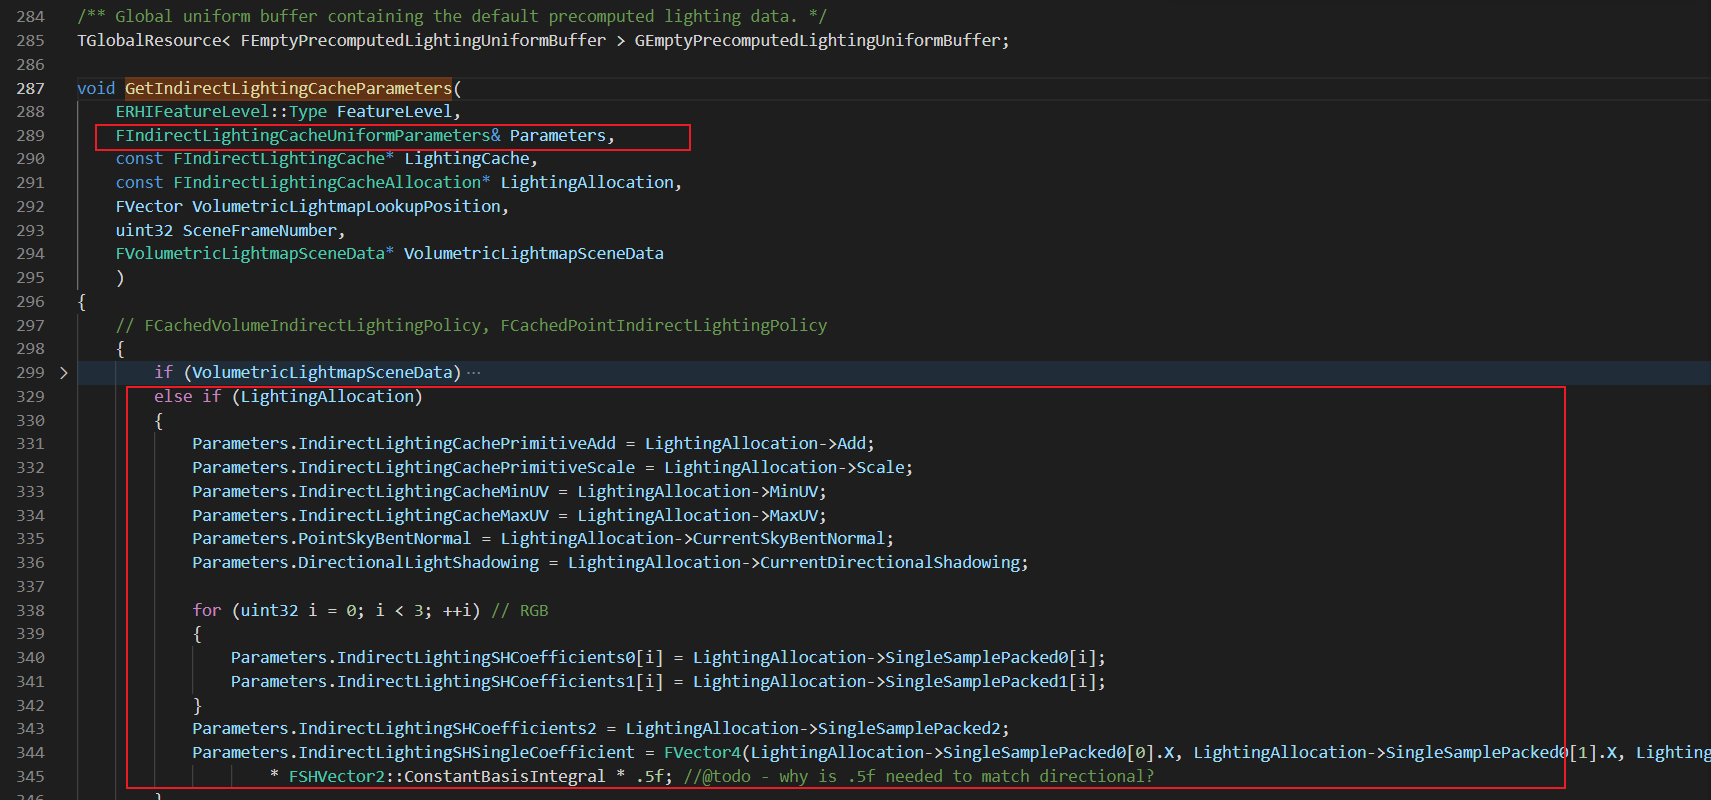 284 /** Global uniform buffer containing the default precomputed lighting data. */
285 TGlobalResource< FEmptyPrecomputedLightingUniformBuffer > GEmptyPrecomputedLightingUniformBuffer;
286
287 void GetIndirectLightingCacheParameters(
288 ERHIFeatureLevel::Type FeatureLevel,
289 FIndirectLightingCacheUniformParameters& Parameters,
290 const FIndirectLightingCache* LightingCache,
291 const FIndirectLightingCacheAllocation* LightingAllocation,
292 FVector VolumetricLightmapLookupPosition,
293 uint32 SceneFrameNumber,
294 FVolumetricLightmapSceneData* VolumetricLightmapSceneData
295 )
296 {
297 // FCachedVolumeIndirectLightingPolicy, FCachedPointIndirectLightingPolicy
298 {
299 if (VolumetricLightmapSceneData) ···
329 else if (LightingAllocation)
330 {
331 Parameters.IndirectLightingCachePrimitiveAdd = LightingAllocation->Add;
332 Parameters.IndirectLightingCachePrimitiveScale = LightingAllocation->Scale;
333 Parameters.IndirectLightingCacheMinUV = LightingAllocation->MinUV;
334 Parameters.IndirectLightingCacheMaxUV = LightingAllocation->MaxUV;
335 Parameters.PointSkyBentNormal = LightingAllocation->CurrentSkyBentNormal;
336 Parameters.DirectionalLightShadowing = LightingAllocation->CurrentDirectionalShadowing;
337
338 for (uint32 i = 0; i < 3; ++i) // RGB
339 {
340 Parameters.IndirectLightingSHCoefficients0[i] = LightingAllocation->SingleSamplePacked0[i];
341 Parameters.IndirectLightingSHCoefficients1[i] = LightingAllocation->SingleSamplePacked1[i];
342 }
343 Parameters.IndirectLightingSHCoefficients2 = LightingAllocation->SingleSamplePacked2;
344 Parameters.IndirectLightingSHSingleCoefficient = FVector4(LightingAllocation->SingleSamplePacked0[0].X, LightingAllocation->SingleSamplePacked0[1].X, Lighting
345 * FSHVector2::ConstantBasisIntegral * .5f; //@todo - why is .5f needed to match directional?
346 }